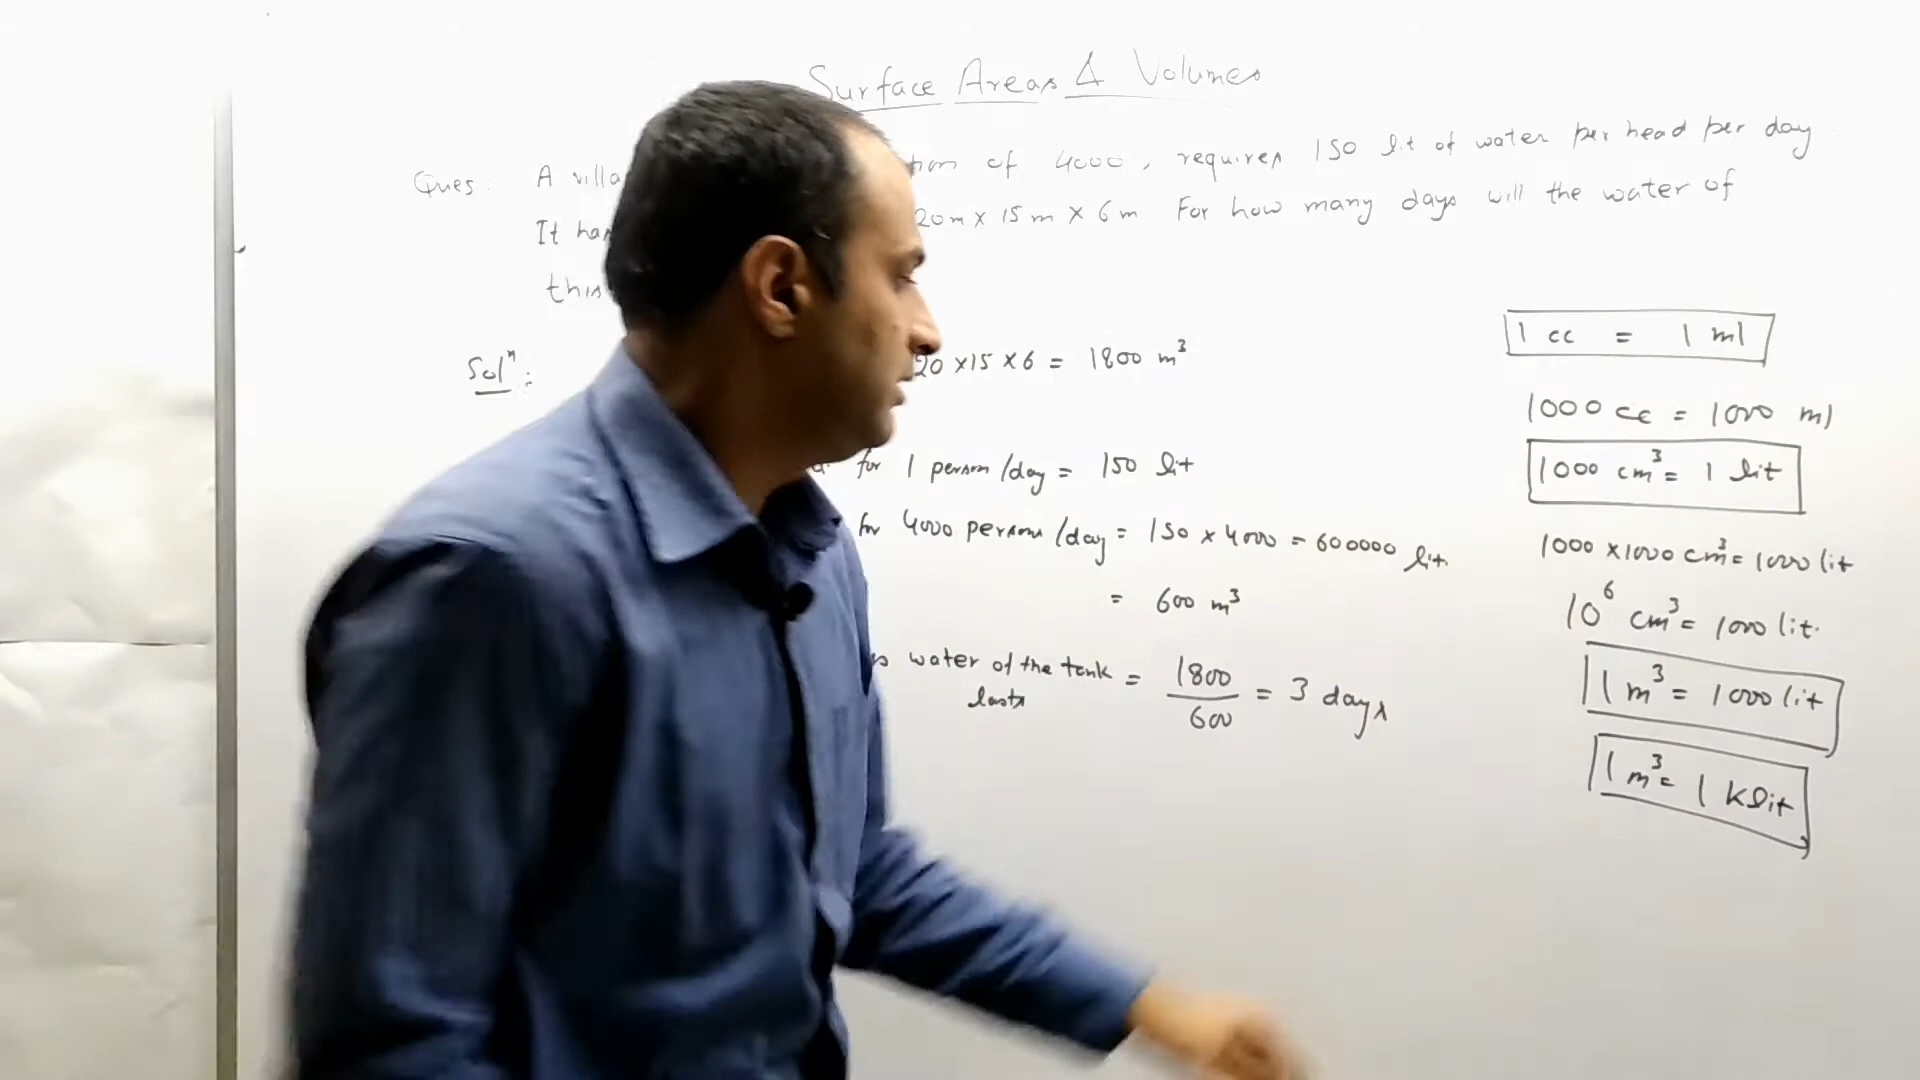 Surface Areas & Volumes
Ques: A villa tion of 4000, requires 150 lit of water per head per day
It has 20m × 15m × 6m For how many days will the water of
this
Solⁿ: 20 × 15 × 6 = 1800 m³
for 1 person/day = 150 lit
for 4000 persons/day = 150 × 4000 = 600000 lit
= 600 m³
water of the tank lasts = 1800/600 = 3 days
1 cc = 1 ml
1000 cc = 1000 ml
1000 cm³ = 1 lit
1000 × 1000 cm³ = 1000 lit
10⁶ cm³ = 1000 lit.
1 m³ = 1000 lit
1 m³ = 1 Klit